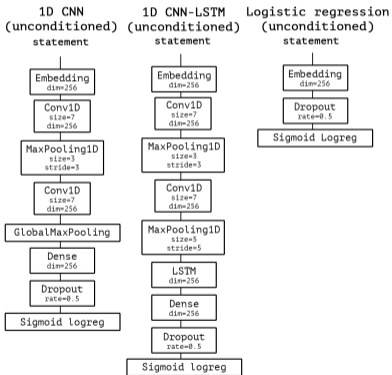 1D CNN
(unconditioned)
statement
Embedding
dim=256
Conv1D
size=7
dim=256
MaxPooling1D
size=3
stride=3
Conv1D
size=7
dim=256
GlobalMaxPooling
Dense
dim=256
Dropout
rate=0.5
Sigmoid logreg
1D CNN-LSTM
(unconditioned)
statement
Embedding
dim=256
Conv1D
size=7
dim=256
MaxPooling1D
size=3
stride=3
Conv1D
size=7
dim=256
MaxPooling1D
size=5
stride=5
LSTM
dim=256
Dense
dim=256
Dropout
rate=0.5
Sigmoid logreg
Logistic regression
(unconditioned)
statement
Embedding
dim=256
Dropout
rate=0.5
Sigmoid Logreg